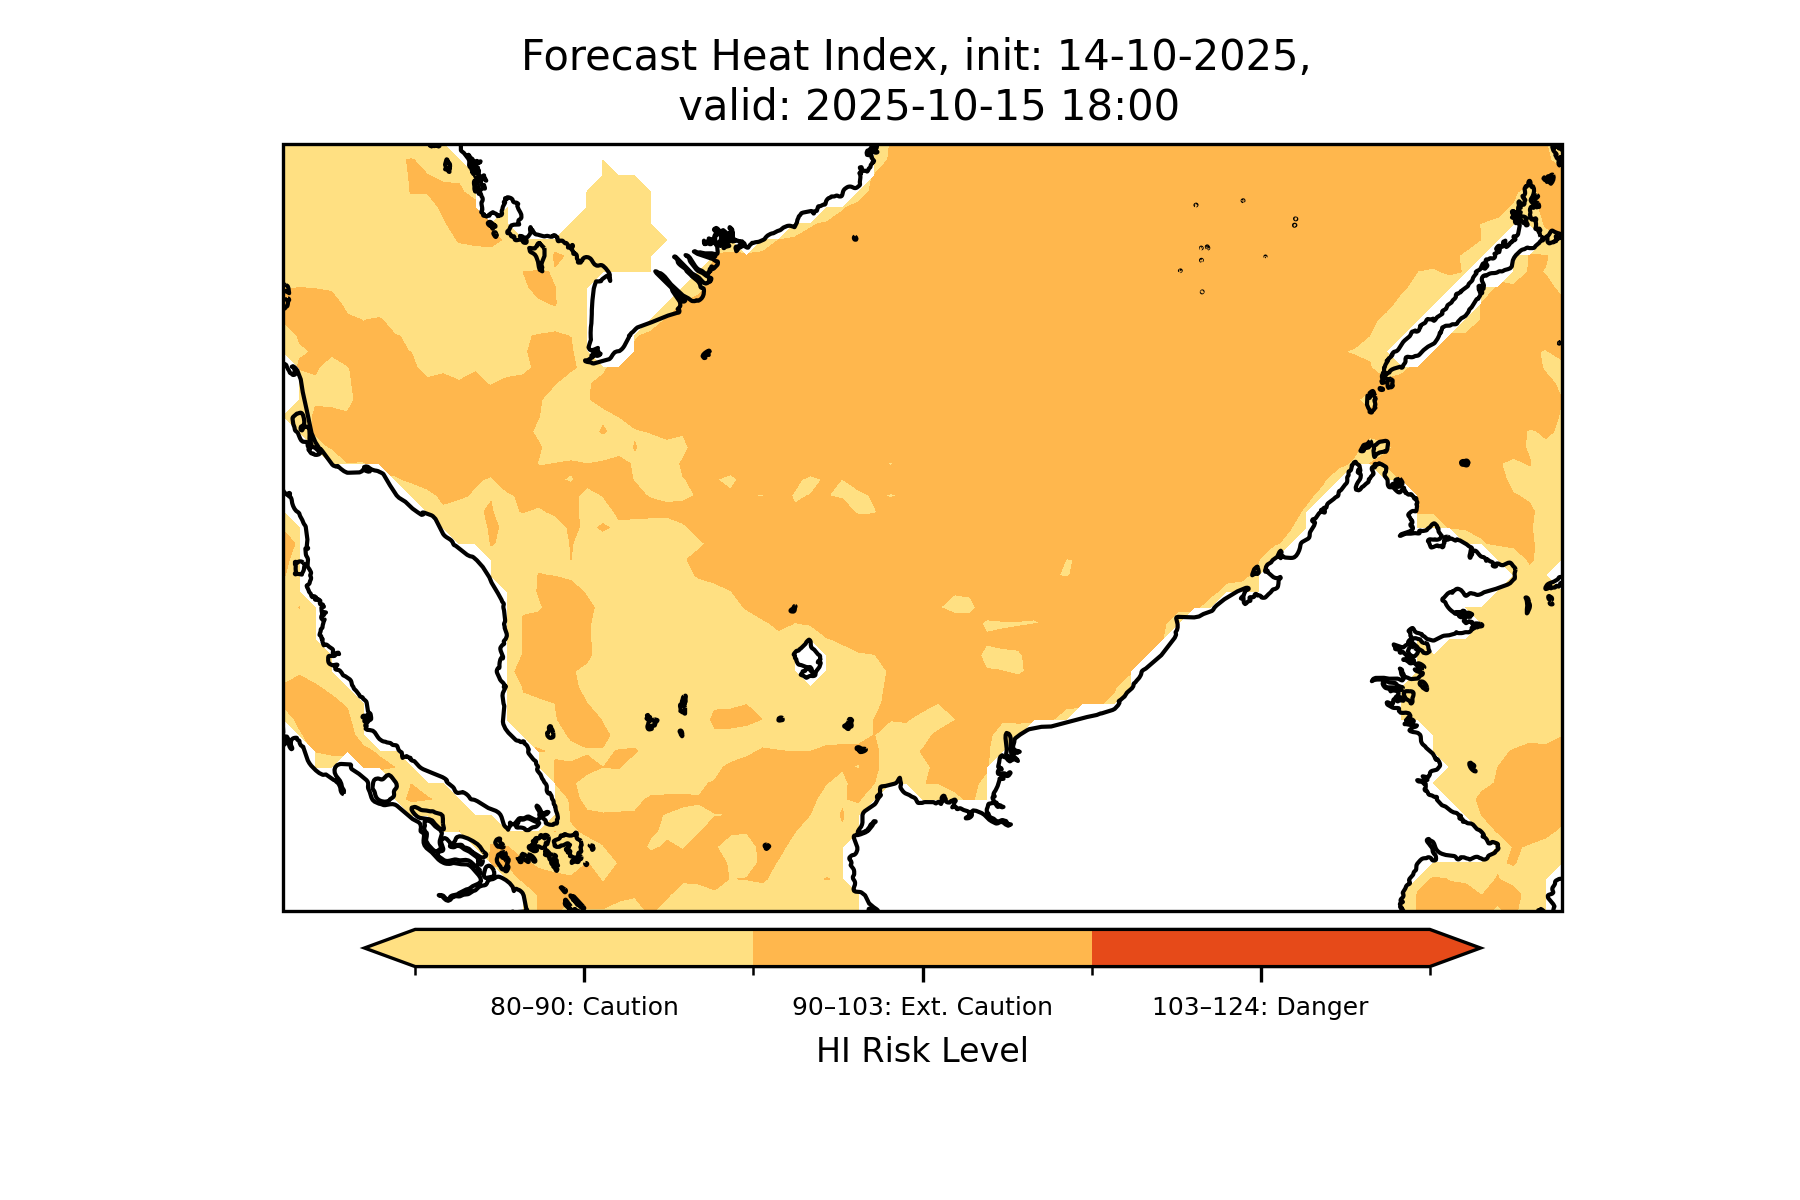 Forecast Heat Index, init: 14-10-2025,
valid: 2025-10-15 18:00
80–90: Caution
90–103: Ext. Caution
103–124: Danger
HI Risk Level